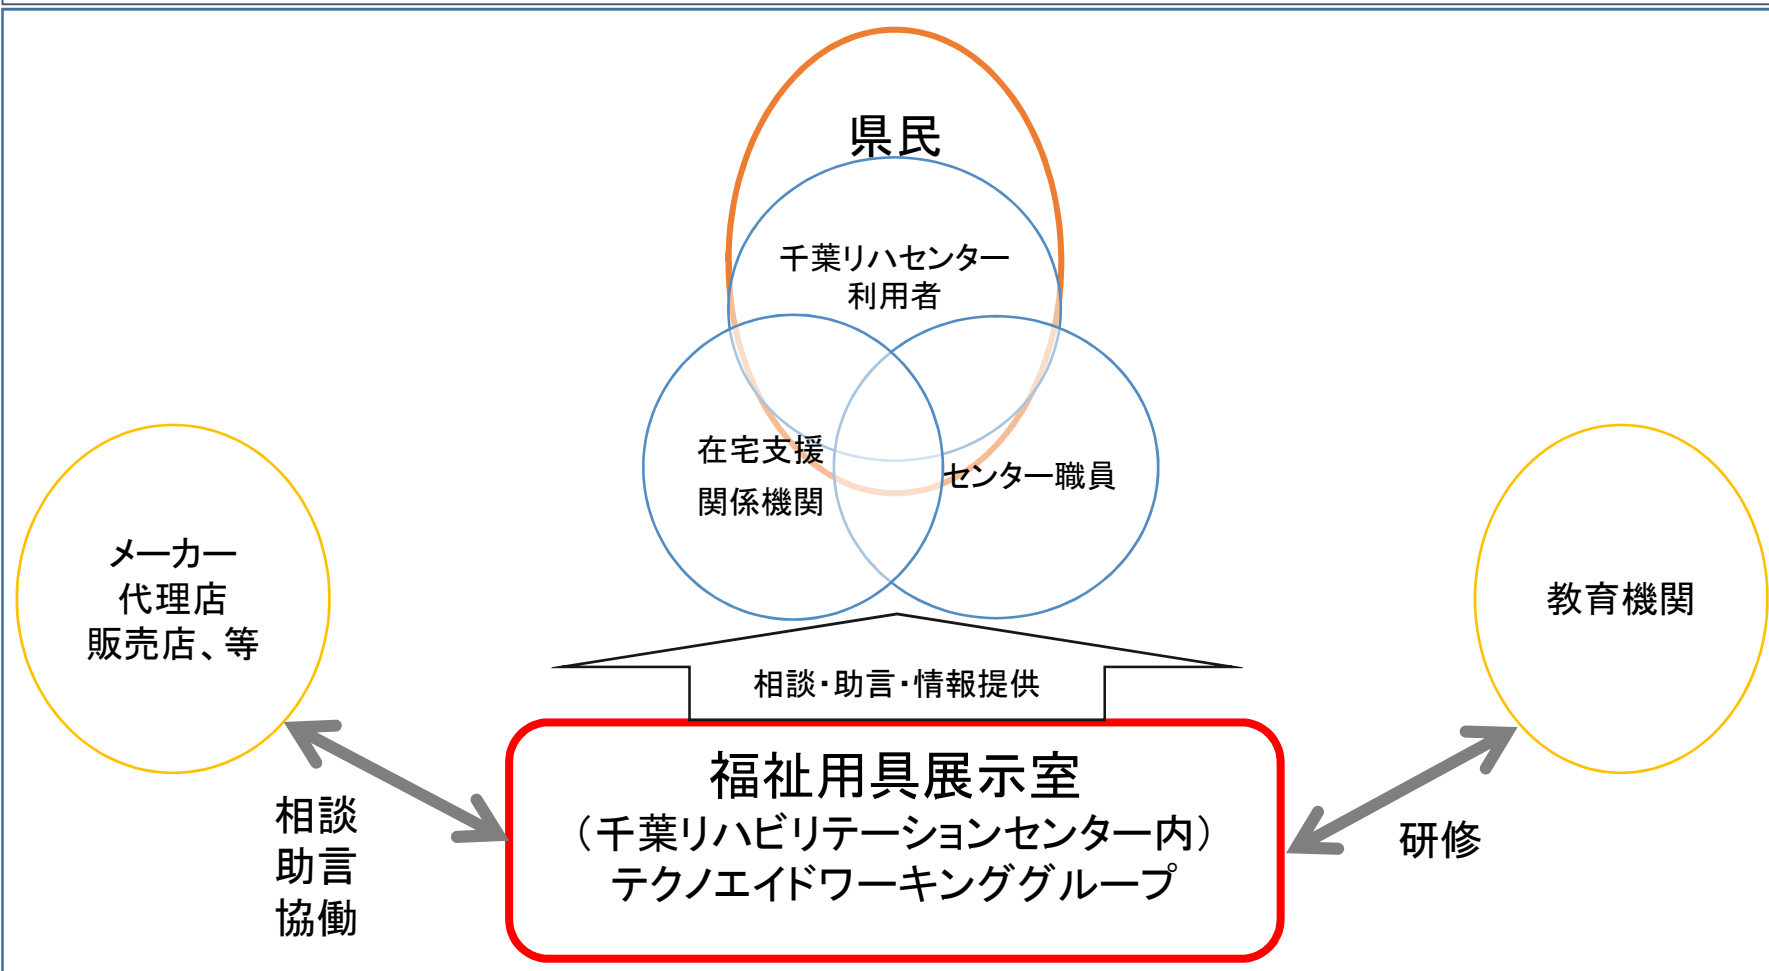 県民
千葉リハセンター
利用者
在宅支援
関係機関
センター職員
メーカー
代理店
販売店、等
教育機関
相談・助言・情報提供
福祉用具展示室
（千葉リハビリテーションセンター内）
テクノエイドワーキンググループ
相談
助言
協働
研修